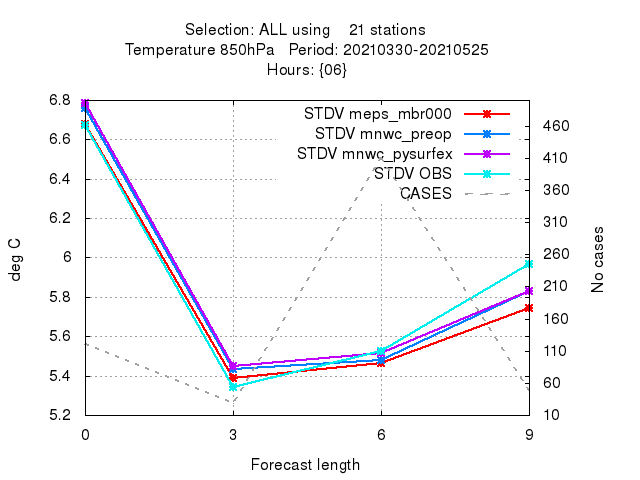 Selection: ALL using    21 stations
Temperature 850hPa   Period: 20210330-20210525
Hours: {06}
STDV meps_mbr000
STDV mnwc_preop
STDV mnwc_pysurfex
STDV OBS
CASES
deg C
6.8
6.6
6.4
6.2
6
5.8
5.6
5.4
5.2
460
410
360
310
260
210
160
110
60
10
No cases
0 3 6 9
Forecast length